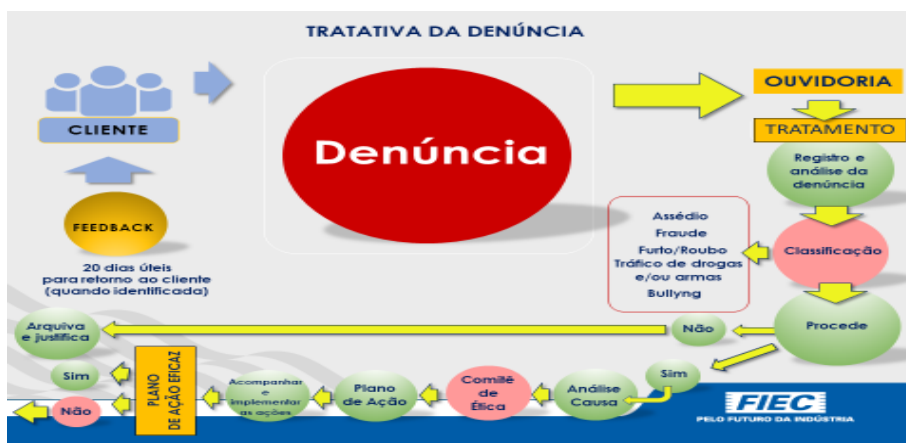 TRATATIVA DA DENÚNCIA
CLIENTE
Denúncia
OUVIDORIA
TRATAMENTO
Registro e
análise da
denúncia
FEEDBACK
20 dias úteis
para retorno ao cliente
(quando identificada)
Assédio
Fraude
Furto/Roubo
Tráfico de drogas
e/ou armas
Bullyng
Classificação
Procede
Não
Arquiva
e justifica
Sim
Análise
Causa
Comitê
de
Ética
Plano
de Ação
Acompanhar
e
implementar
as ações
PLANO
DE AÇÃO EFICAZ
Sim
Não
FIEC
PELO FUTURO DA INDÚSTRIA